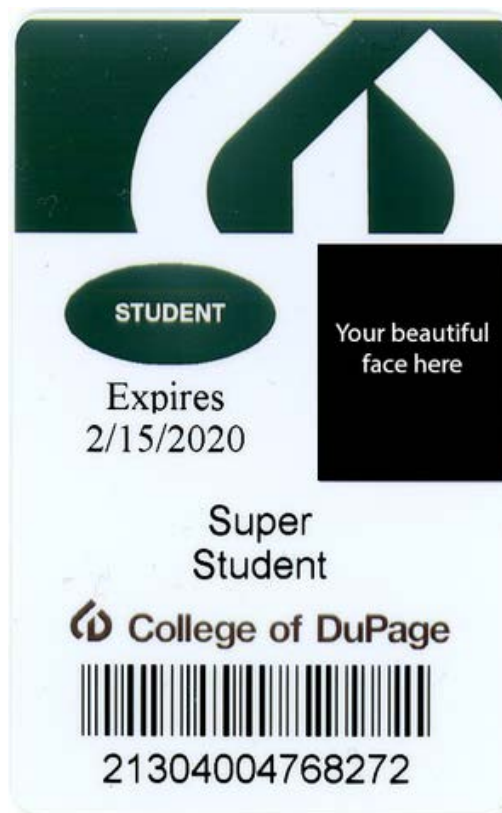 STUDENT
Your beautiful
face here
Expires
2/15/2020
Super
Student
College of DuPage
21304004768272